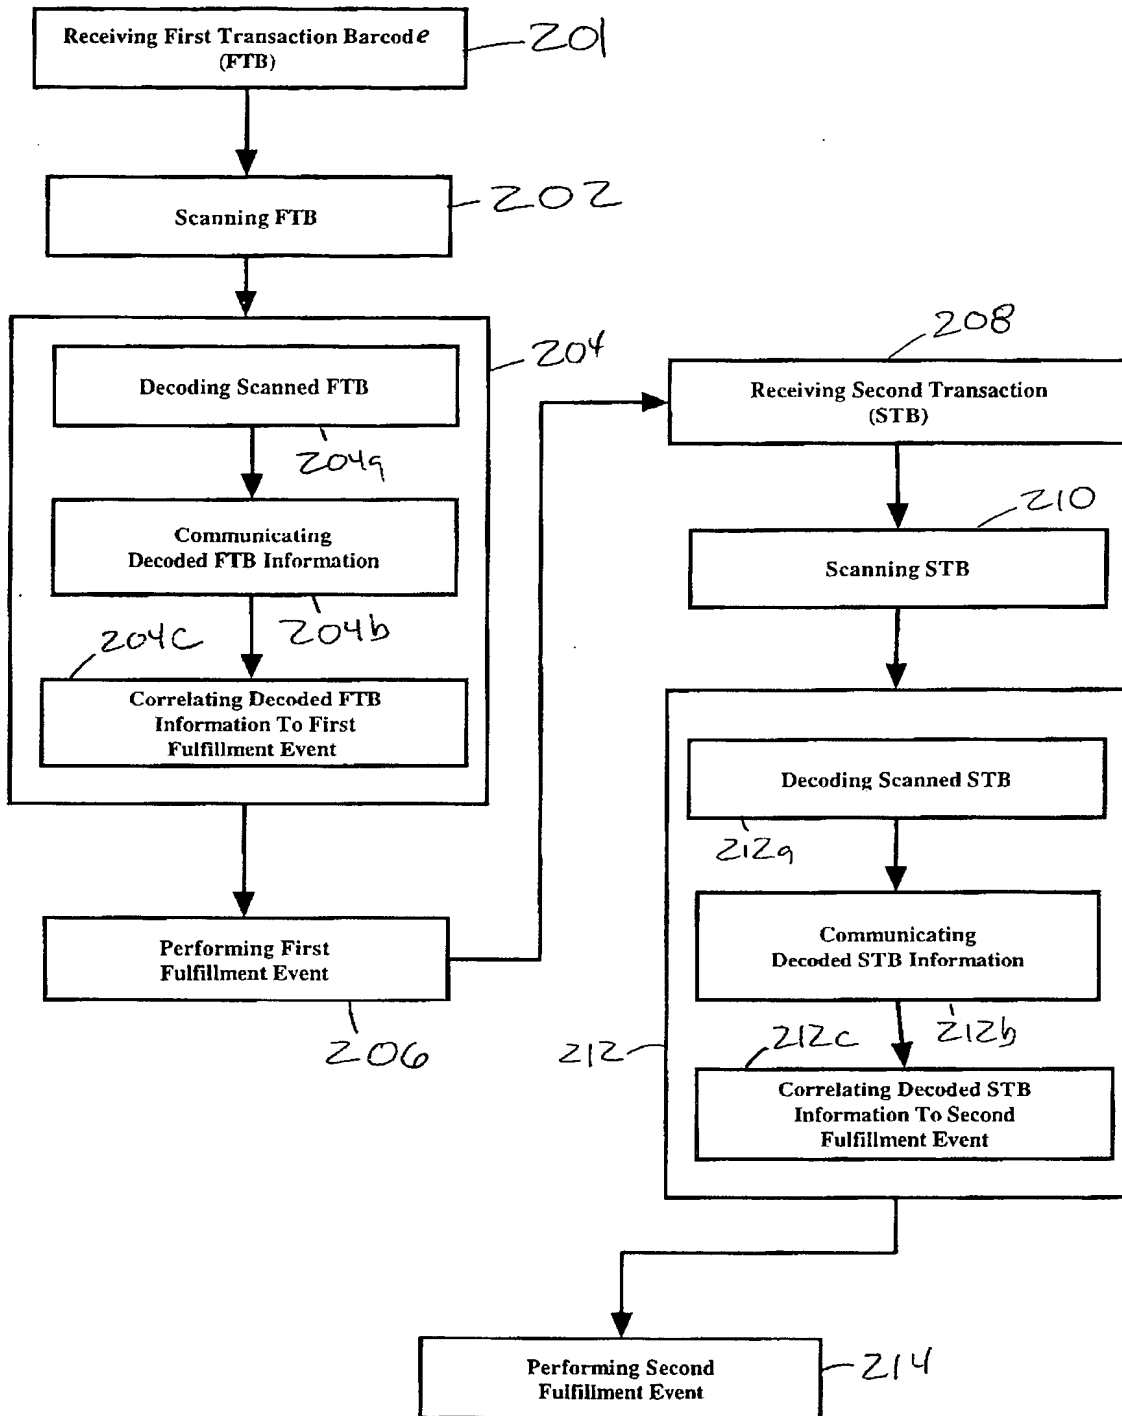 Receiving First Transaction Barcode
(FTB)
201
Scanning FTB
202
204
Decoding Scanned FTB
204a
Communicating
Decoded FTB Information
204b
204c
Correlating Decoded FTB
Information To First
Fulfillment Event
Performing First
Fulfillment Event
206
208
Receiving Second Transaction
(STB)
210
Scanning STB
212
Decoding Scanned STB
212a
Communicating
Decoded STB Information
212b
212c
Correlating Decoded STB
Information To Second
Fulfillment Event
Performing Second
Fulfillment Event
214